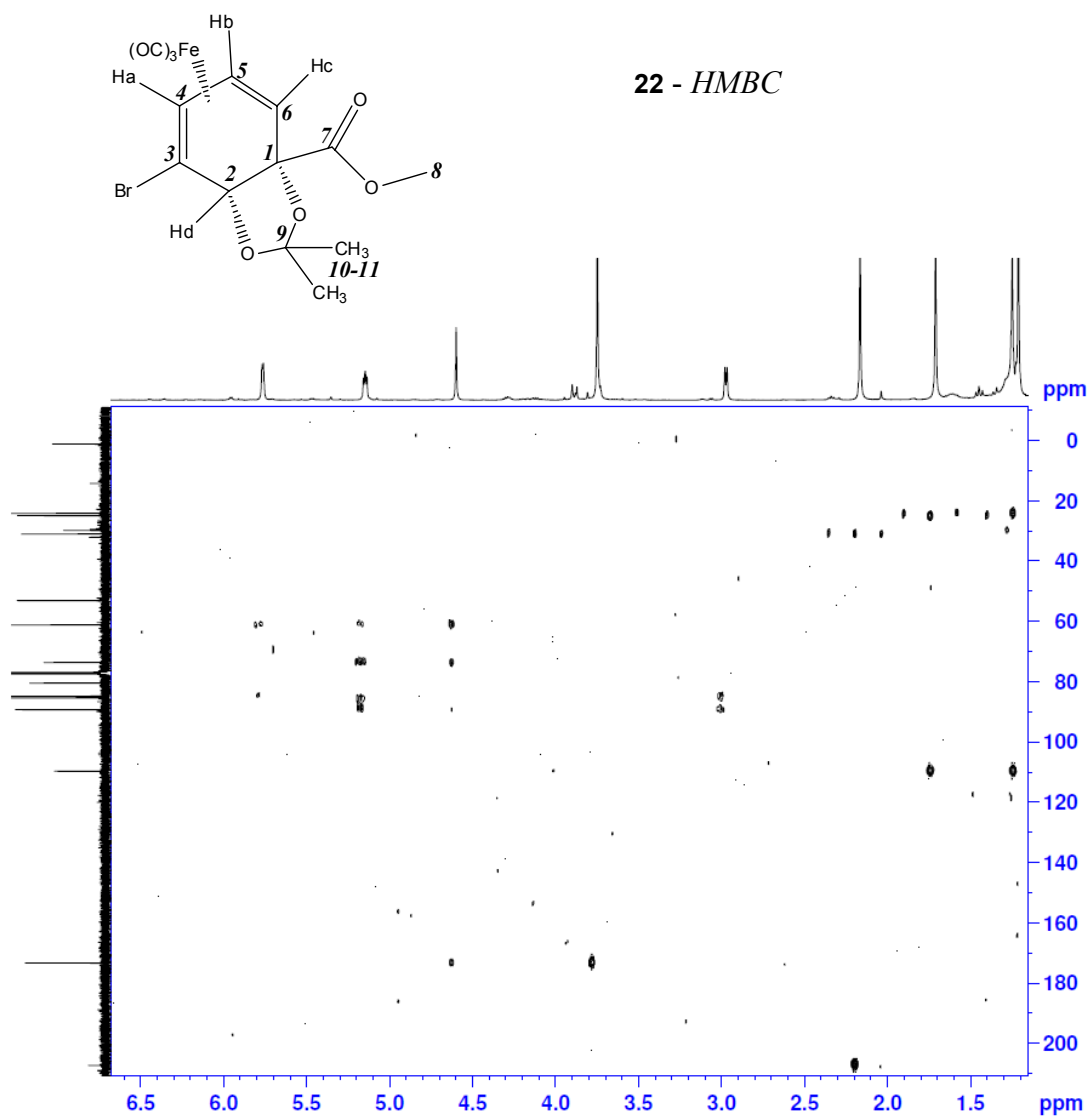 22 - HMBC
Hb
(OC)₃Fe
Hc
Ha
5
4
O
6
7
3
1
2
8
Br
O
O
Hd
9
O
CH₃
10-11
CH₃
ppm
0
20
40
60
80
100
120
140
160
180
200
6.5 6.0 5.5 5.0 4.5 4.0 3.5 3.0 2.5 2.0 1.5 ppm